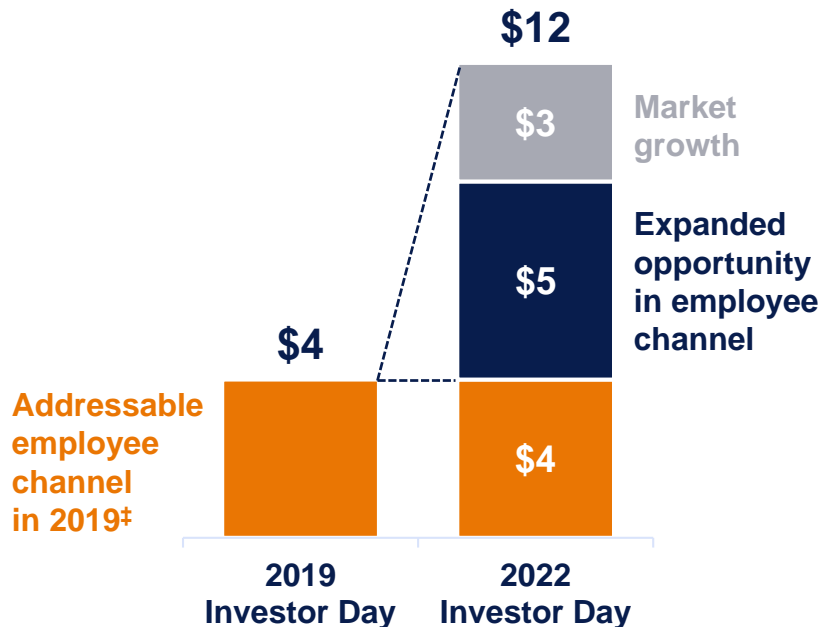 $12
$3
Market
growth
$5
Expanded
opportunity
in employee
channel
$4
Addressable
employee
channel
in 2019‡
$4
2019
Investor Day
2022
Investor Day